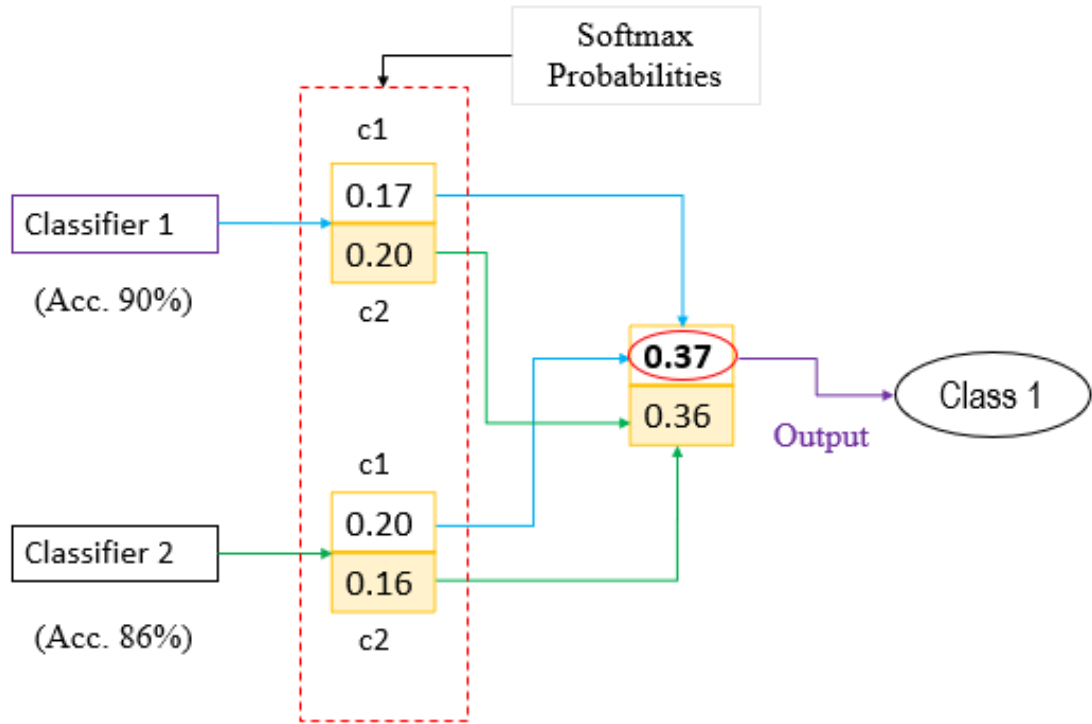 Softmax
Probabilities
c1
0.17
Classifier 1
0.20
(Acc. 90%)
c2
0.37
Class 1
0.36
Output
c1
0.20
Classifier 2
0.16
(Acc. 86%)
c2